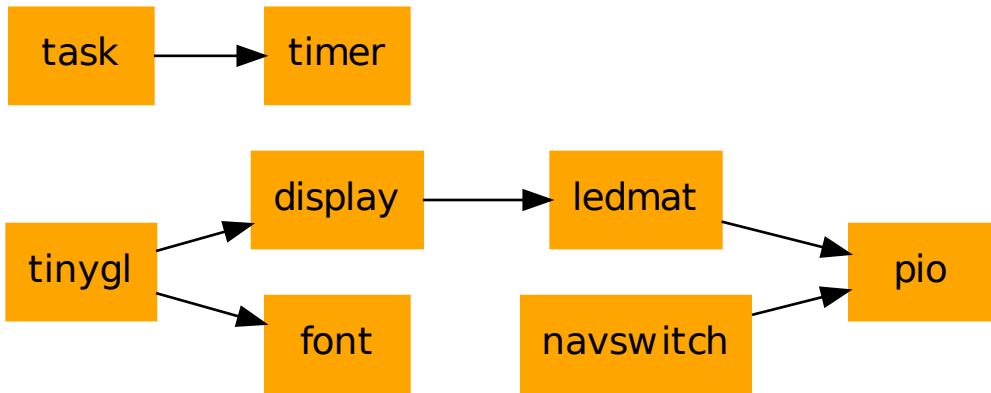 task
timer
display
ledmat
tinygl
pio
font
navswitch